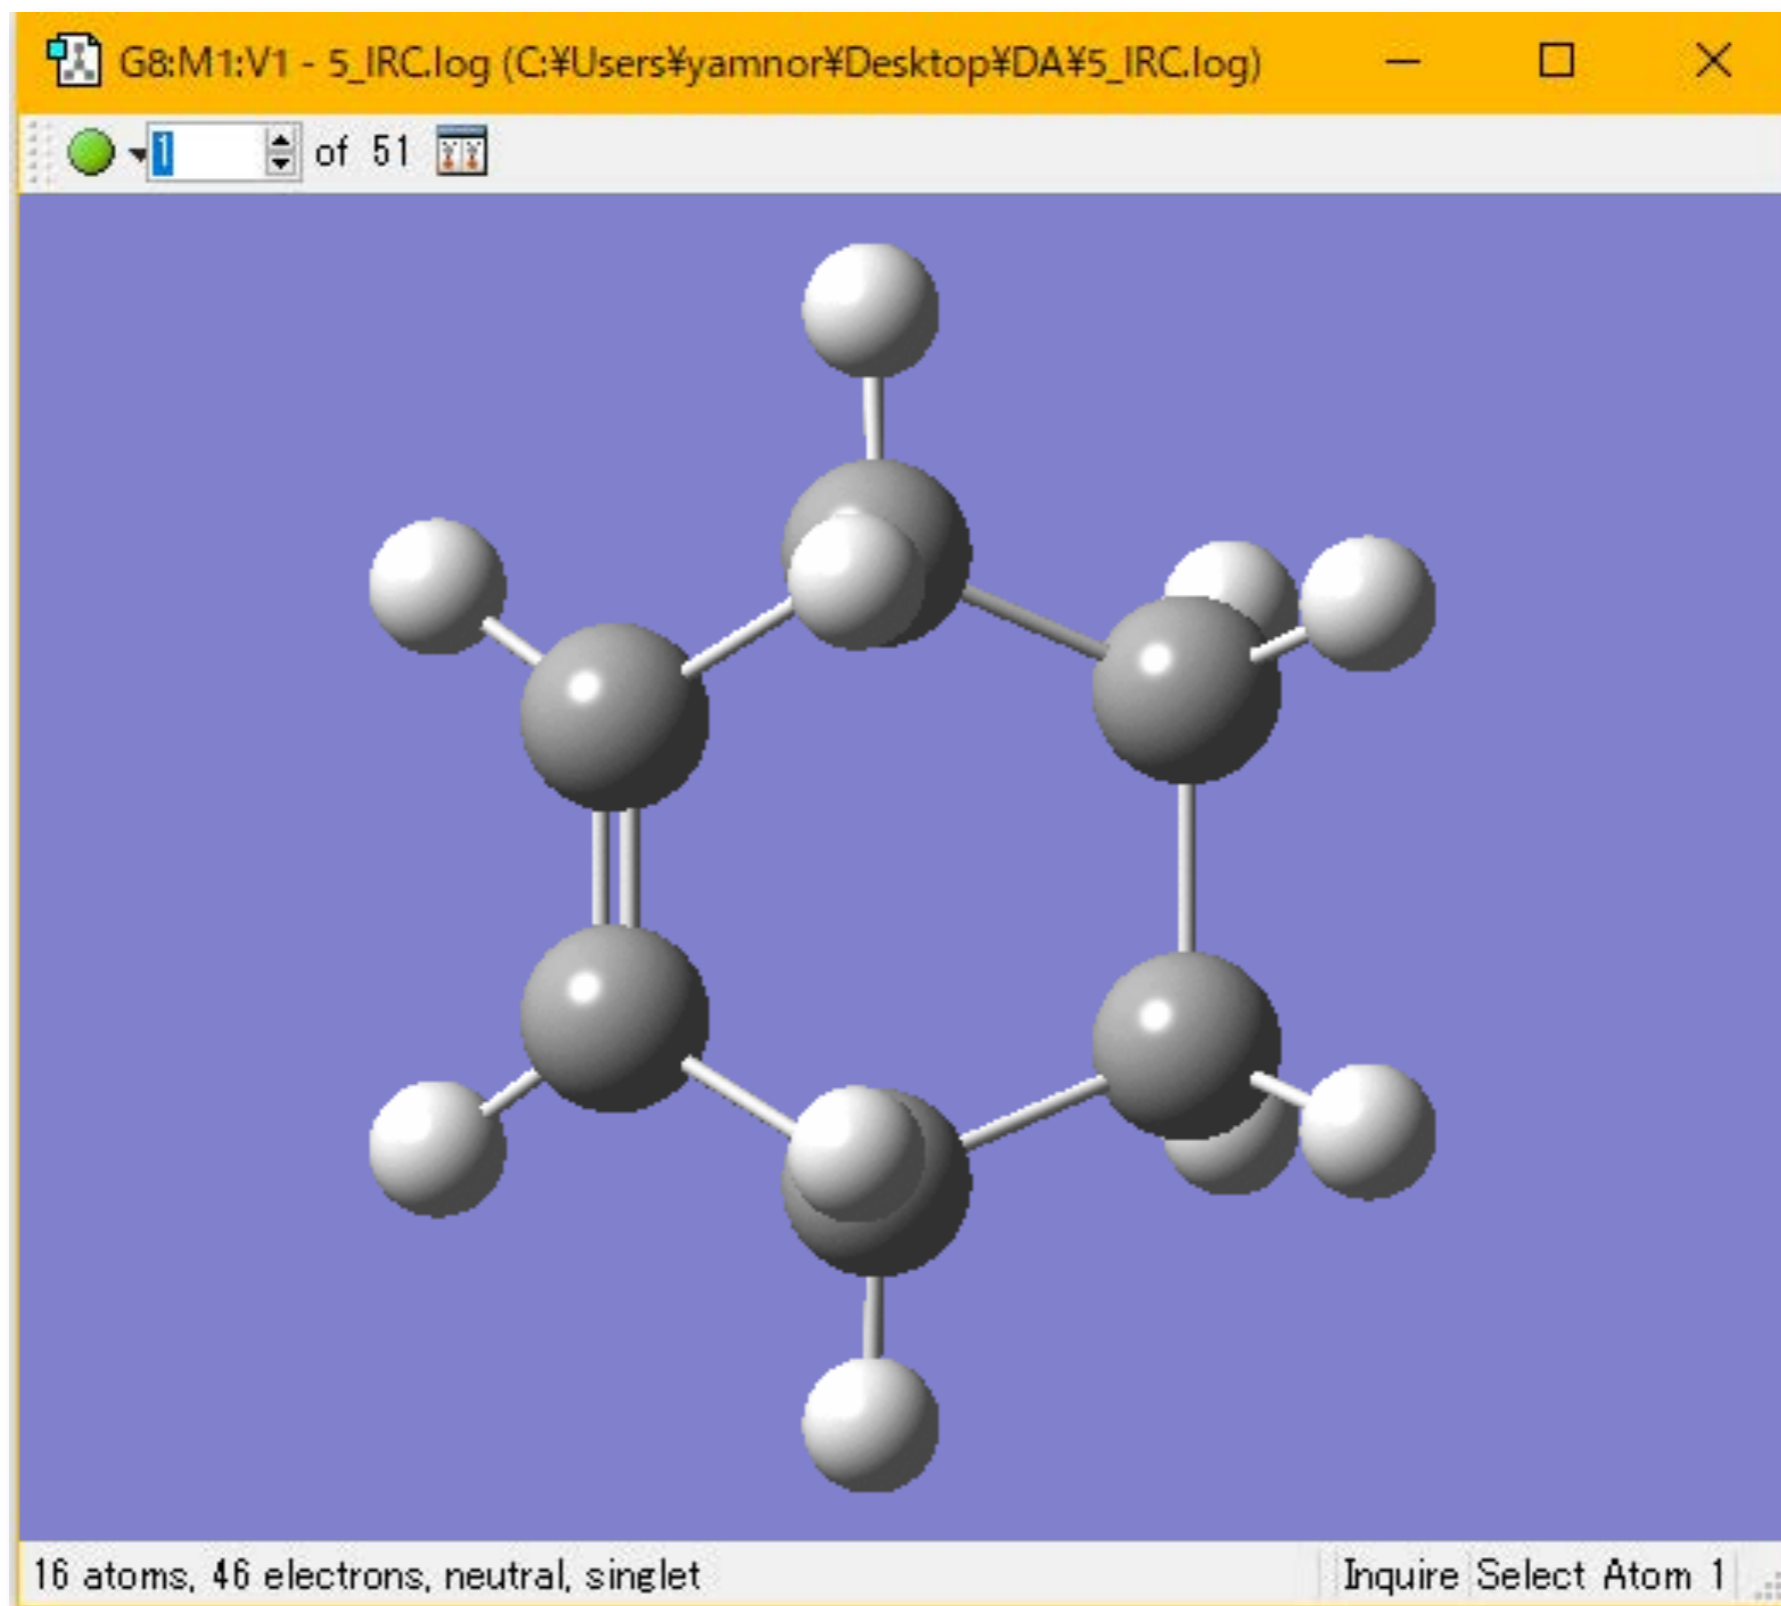 G8:M1:V1 - 5_IRC.log (C:¥Users¥yamnor¥Desktop¥DA¥5_IRC.log)
1 of 51
16 atoms, 46 electrons, neutral, singlet Inquire Select Atom 1